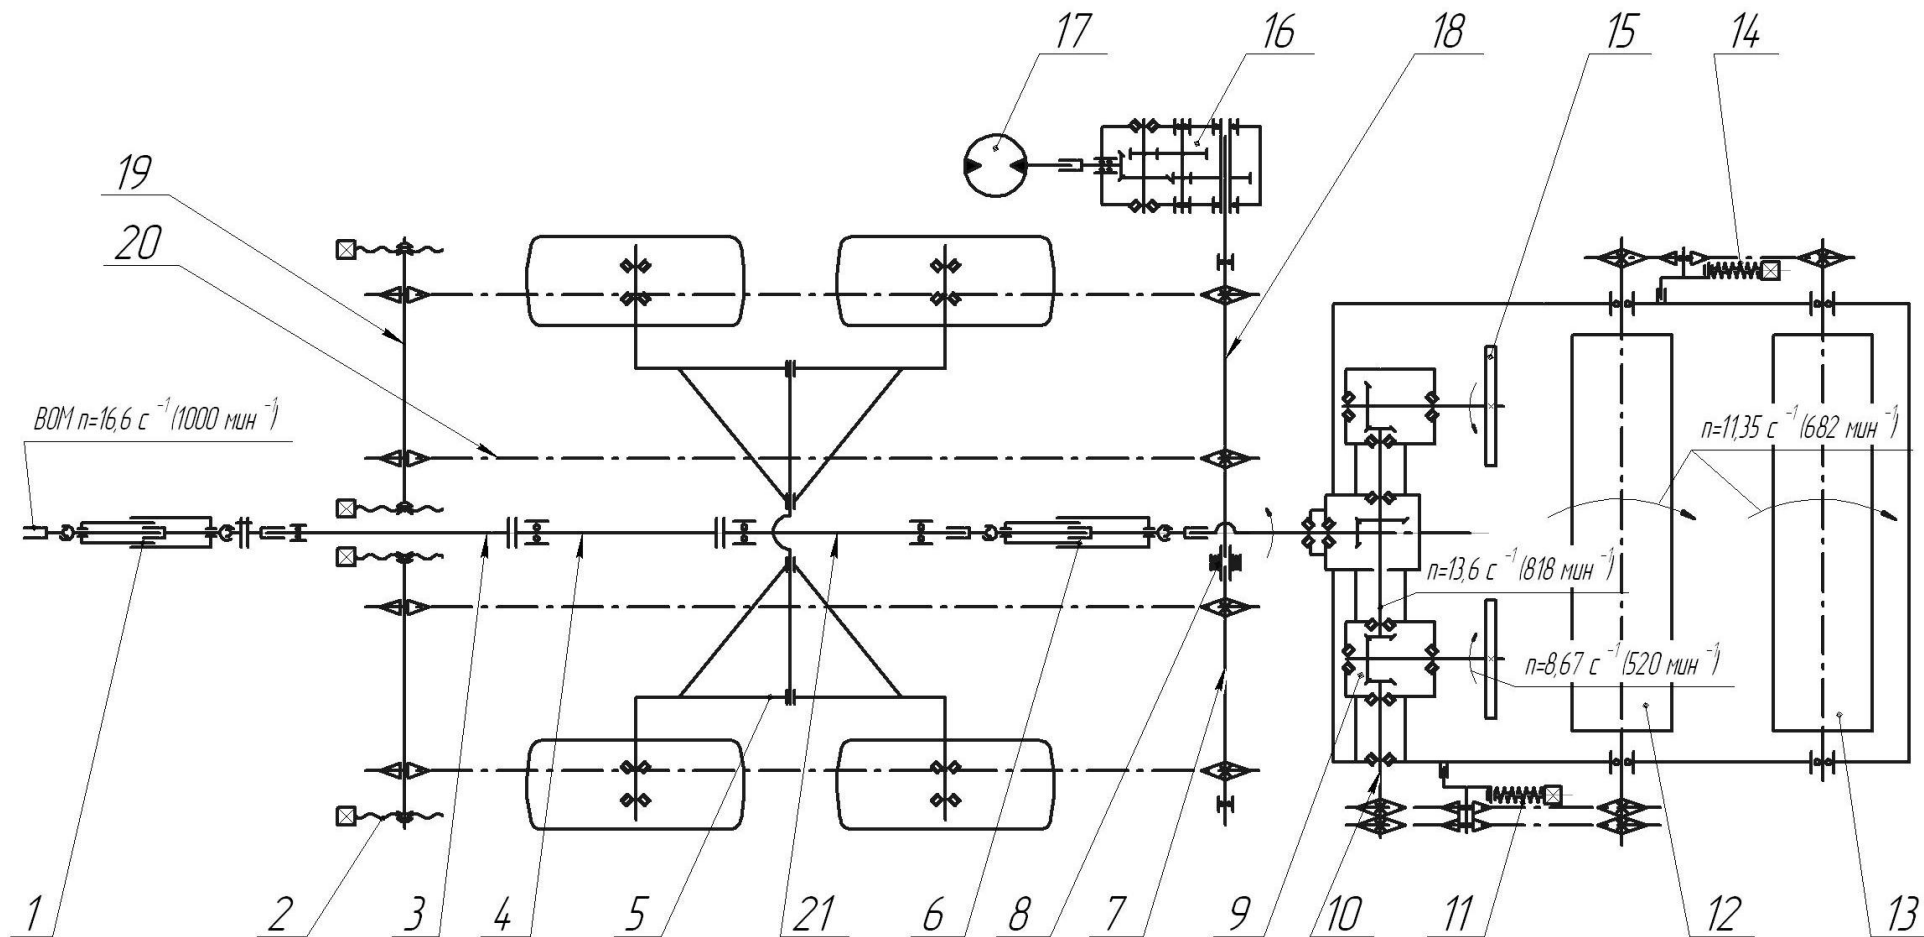 17 16 18 15 14
19
20
ВОМ n=16,6 с⁻¹(1000 мин⁻¹)
n=11,35 с⁻¹(682 мин⁻¹)
n=13,6 с⁻¹(818 мин⁻¹)
n=8,67 с⁻¹(520 мин⁻¹)
1 2 3 4 5 21 6 8 7 9 10 11 12 13